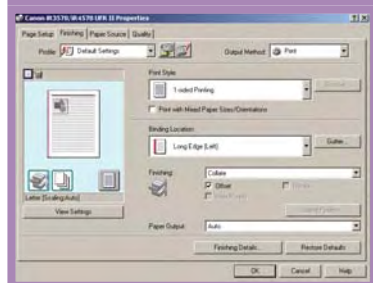 Canon iR3570/iR4570 UFR II Properties
Page Setup Finishing Paper Source Quality
Profile: Default Settings Output Method: Print
Print Style:
1-sided Printing
Print with Mixed Paper Sizes/Orientations
Binding Location:
Long Edge [Left] Gutter...
Finishing: Collate
Offset
Letter [Scaling:Auto]
View Settings
Paper Output: Auto
Finishing Details... Restore Defaults
OK Cancel Help